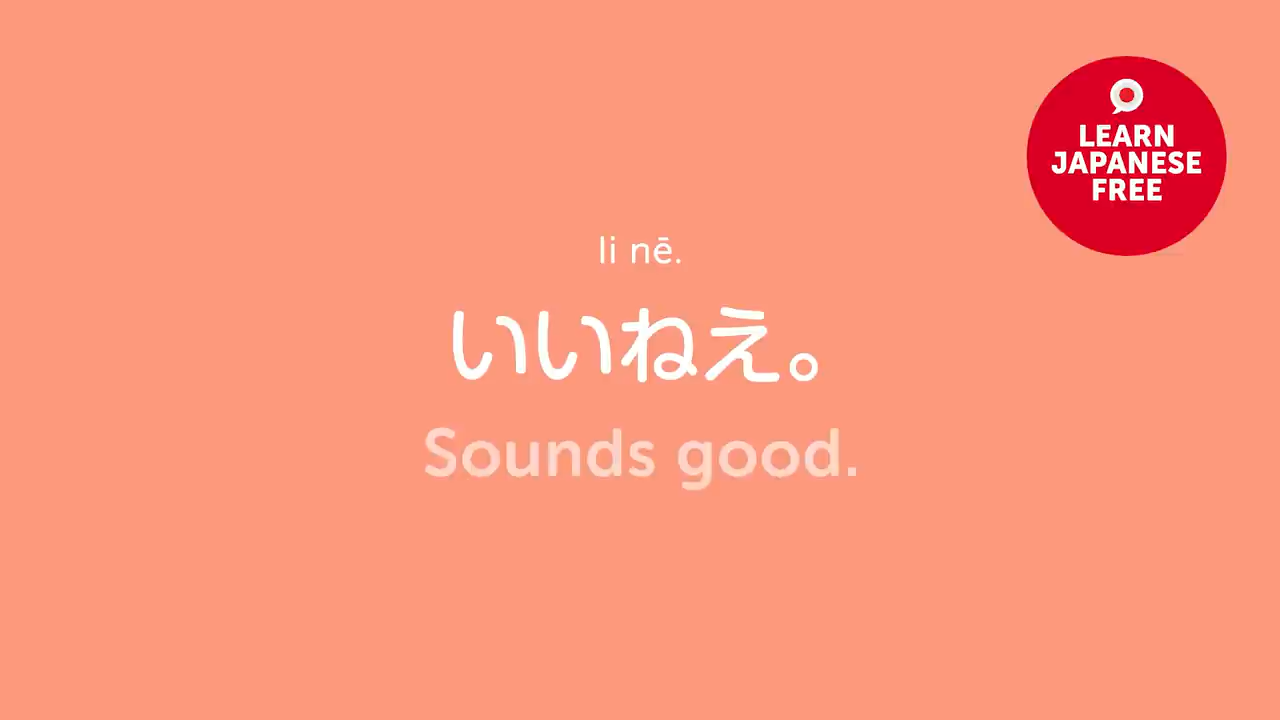 LEARN
JAPANESE
FREE
Ii nē.
いいねえ。
Sounds good.